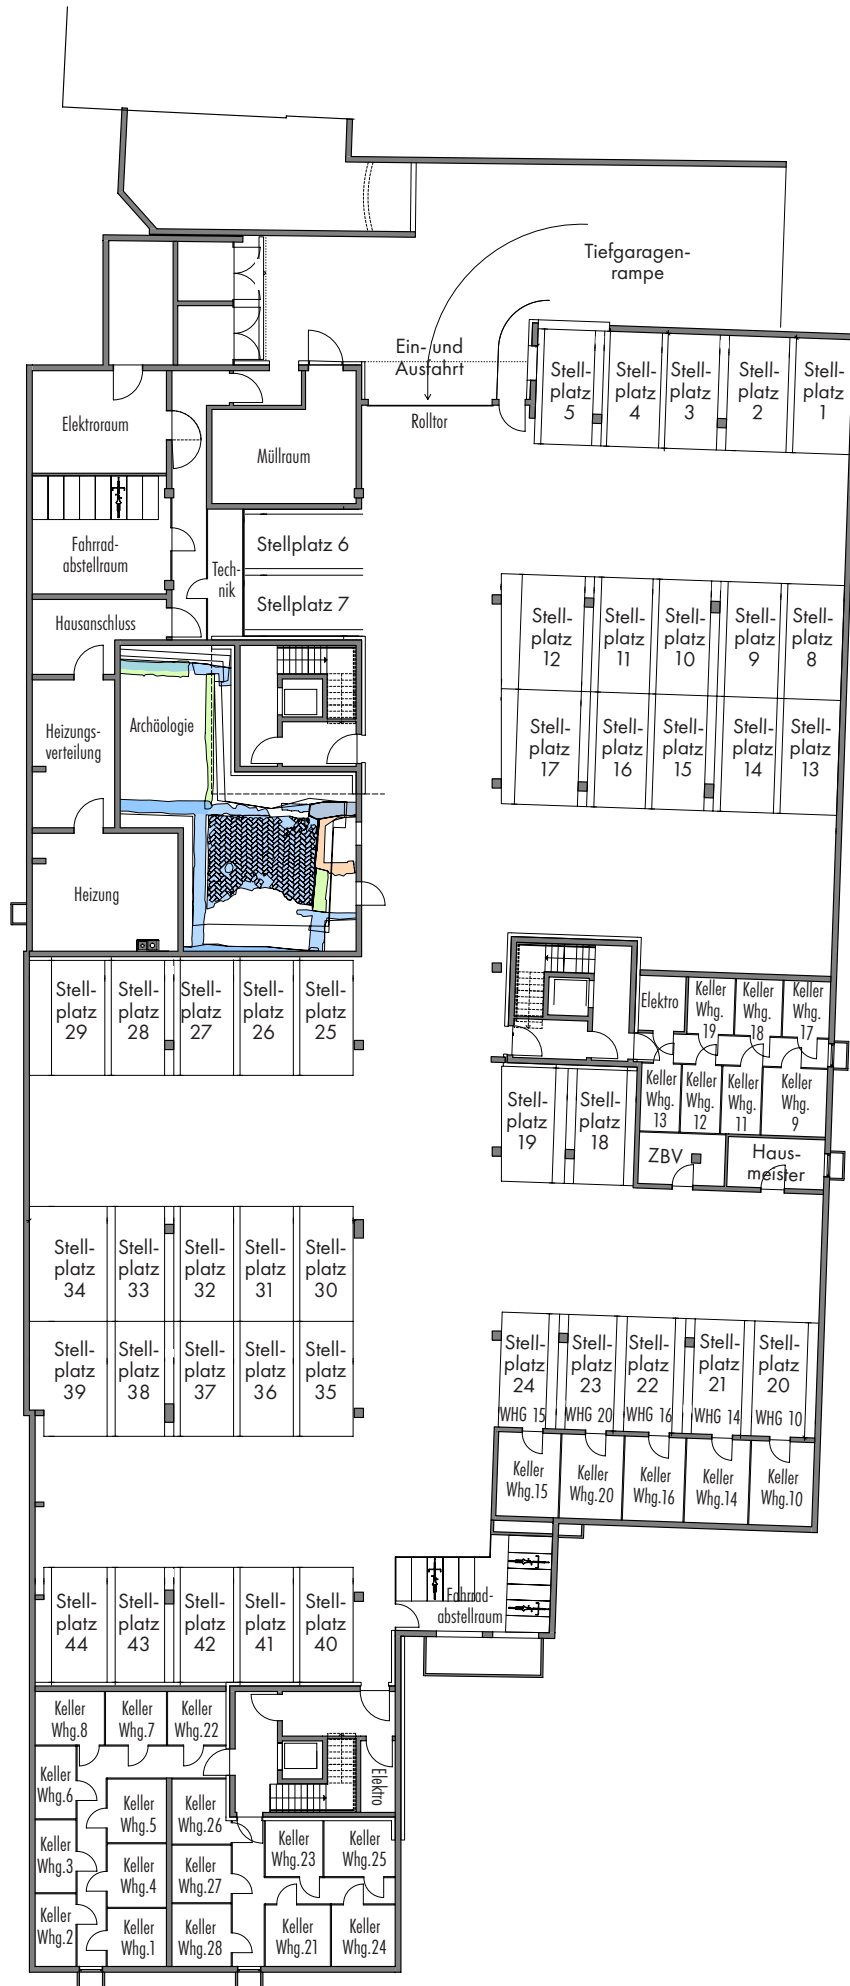 Tiefgaragen-
rampe
Ein- und
Ausfahrt
Rolltor
Stell-
platz
5
Stell-
platz
4
Stell-
platz
3
Stell-
platz
2
Stell-
platz
1
Elektroraum
Müllraum
Fahrrad-
abstellraum
Tech-
nik
Stellplatz 6
Stellplatz 7
Hausanschluss
Stell-
platz
12
Stell-
platz
11
Stell-
platz
10
Stell-
platz
9
Stell-
platz
8
Heizungs-
verteilung
Archäologie
Stell-
platz
17
Stell-
platz
16
Stell-
platz
15
Stell-
platz
14
Stell-
platz
13
Heizung
Stell-
platz
29
Stell-
platz
28
Stell-
platz
27
Stell-
platz
26
Stell-
platz
25
Elektro
Keller
Whg.
19
Keller
Whg.
18
Keller
Whg.
17
Keller
Whg.
13
Keller
Whg.
12
Keller
Whg.
11
Keller
Whg.
9
Stell-
platz
19
Stell-
platz
18
ZBV
Haus-
meister
Stell-
platz
34
Stell-
platz
33
Stell-
platz
32
Stell-
platz
31
Stell-
platz
30
Stell-
platz
39
Stell-
platz
38
Stell-
platz
37
Stell-
platz
36
Stell-
platz
35
Stell-
platz
24
WHG 15
Stell-
platz
23
WHG 20
Stell-
platz
22
WHG 16
Stell-
platz
21
WHG 14
Stell-
platz
20
WHG 10
Keller
Whg.15
Keller
Whg.20
Keller
Whg.16
Keller
Whg.14
Keller
Whg.10
Fahrrad-
abstellraum
Stell-
platz
44
Stell-
platz
43
Stell-
platz
42
Stell-
platz
41
Stell-
platz
40
Keller
Whg.8
Keller
Whg.7
Keller
Whg.22
Elektro
Keller
Whg.6
Keller
Whg.5
Keller
Whg.26
Keller
Whg.3
Keller
Whg.4
Keller
Whg.27
Keller
Whg.23
Keller
Whg.25
Keller
Whg.2
Keller
Whg.1
Keller
Whg.28
Keller
Whg.21
Keller
Whg.24